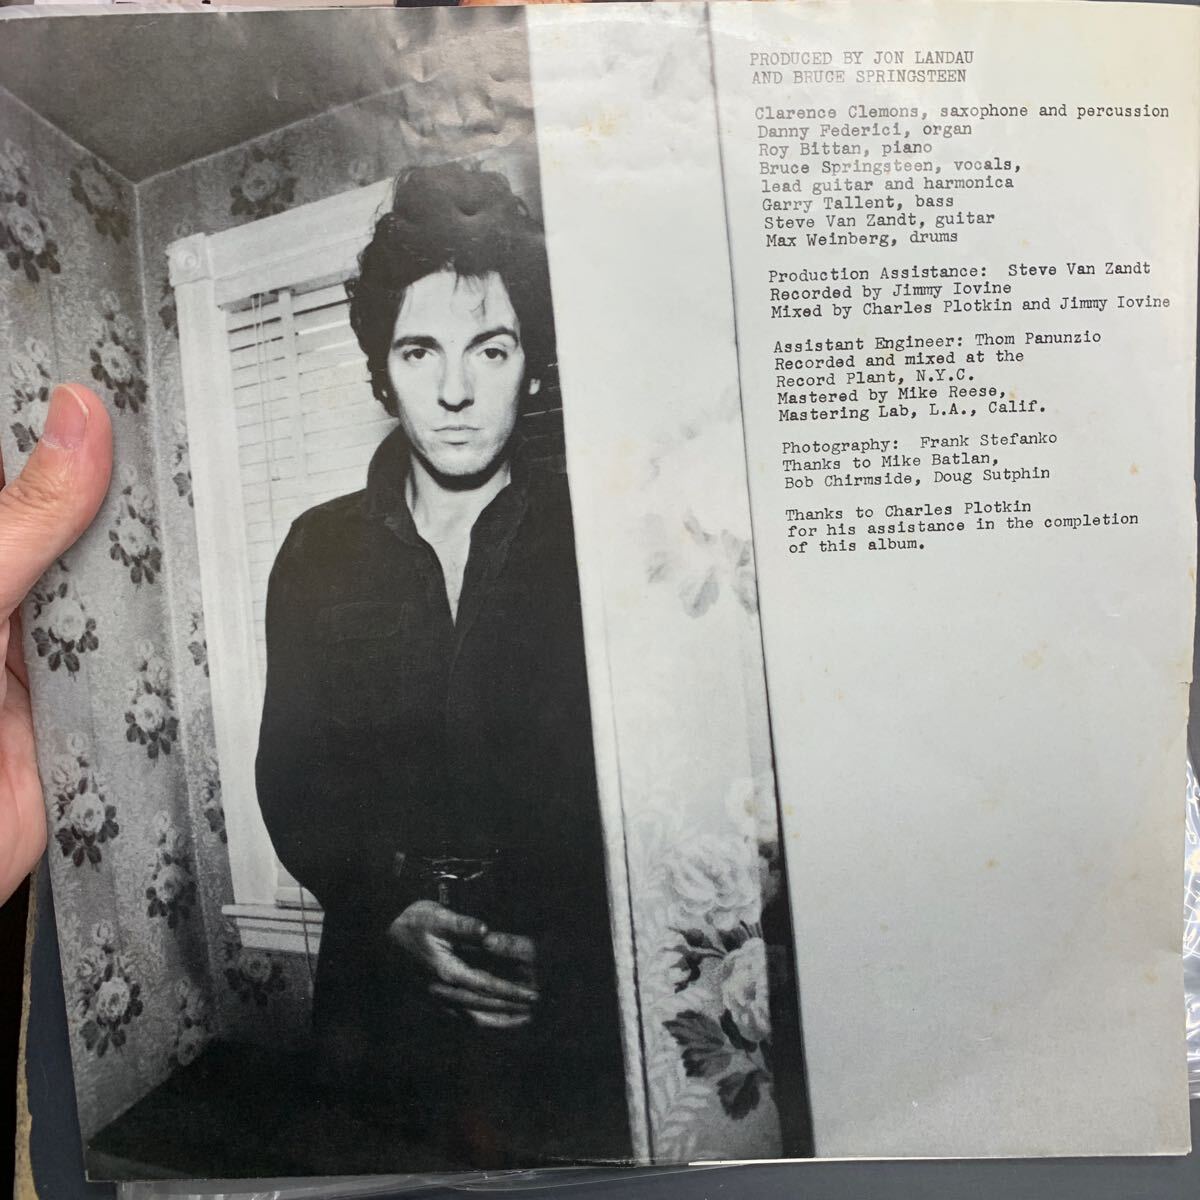 PRODUCED BY JON LANDAU
AND BRUCE SPRINGSTEEN
Clarence Clemons, saxophone and percussion
Danny Federici, organ
Roy Bittan, piano
Bruce Springsteen, vocals,
lead guitar and harmonica
Garry Tallent, bass
Steve Van Zandt, guitar
Max Weinberg, drums
Production Assistance: Steve Van Zandt
Recorded by Jimmy Iovine
Mixed by Charles Plotkin and Jimmy Iovine
Assistant Engineer: Thom Panunzio
Recorded and mixed at the
Record Plant, N.Y.C.
Mastered by Mike Reese,
Mastering Lab, L.A., Calif.
Photography: Frank Stefanko
Thanks to Mike Batlan,
Bob Chirmside, Doug Sutphin
Thanks to Charles Plotkin
for his assistance in the completion
of this album.